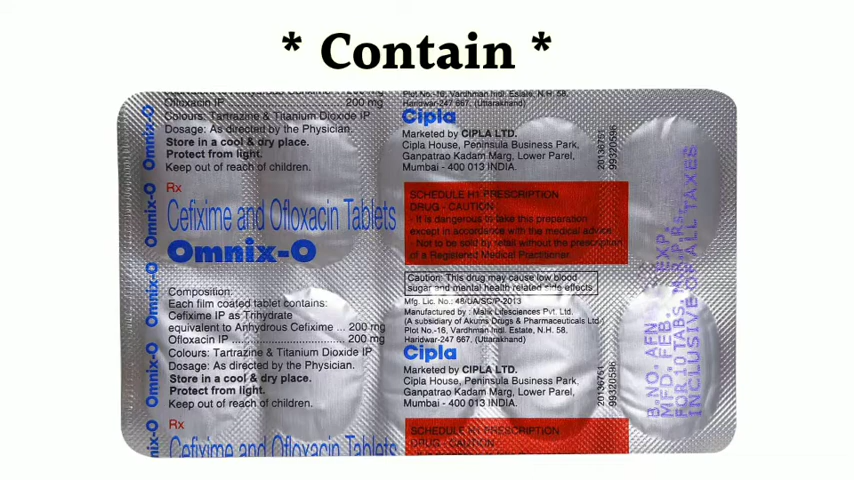 * Contain *
Ofloxacin IP 200 mg
Colours: Tartrazine & Titanium Dioxide IP
Dosage: As directed by the Physician.
Store in a cool & dry place.
Protect from light.
Keep out of reach of children.
Rx
Cefixime and Ofloxacin Tablets
Omnix-O
Composition:
Each film coated tablet contains:
Cefixime IP as Trihydrate
equivalent to Anhydrous Cefixime ... 200 mg
Ofloxacin IP ................................ 200 mg
Colours: Tartrazine & Titanium Dioxide IP
Dosage: As directed by the Physician.
Store in a cool & dry place.
Protect from light.
Keep out of reach of children.
Rx
Cefixime and Ofloxacin Tablets
Omnix-O
Omnix-O
Omnix-O
Omnix-O
nix-O
Plot No.-16, Vardhman Indl. Estate, N.H. 58,
Haridwar-247 667, (Uttarakhand)
Cipla
Marketed by CIPLA LTD.
Cipla House, Peninsula Business Park,
Ganpatrao Kadam Marg, Lower Parel,
Mumbai - 400 013 INDIA.
SCHEDULE H1 PRESCRIPTION
DRUG - CAUTION
- It is dangerous to take this preparation
except in accordance with the medical advice
- Not to be sold by retail without the prescription
of a Registered Medical Practitioner.
Caution: This drug may cause low blood
sugar and mental health related side effects.
Mfg. Lic. No.: 48/UA/SC/P-2013
Manufactured by : Malik Lifesciences Pvt. Ltd.
(A subsidiary of Akums Drugs & Pharmaceuticals Ltd.)
Plot No.-16, Vardhman Indl. Estate, N.H. 58,
Haridwar-247 667, (Uttarakhand)
Cipla
Marketed by CIPLA LTD.
Cipla House, Peninsula Business Park,
Ganpatrao Kadam Marg, Lower Parel,
Mumbai - 400 013 INDIA.
SCHEDULE H1 PRESCRIPTION
DRUG - CAUTION
20136761
99320596
20136761
99320596
B.NO. AFN
MFD. FEB. EXP.
FOR 10 TABS. M.R.P.RS.
INCLUSIVE OF ALL TAXES